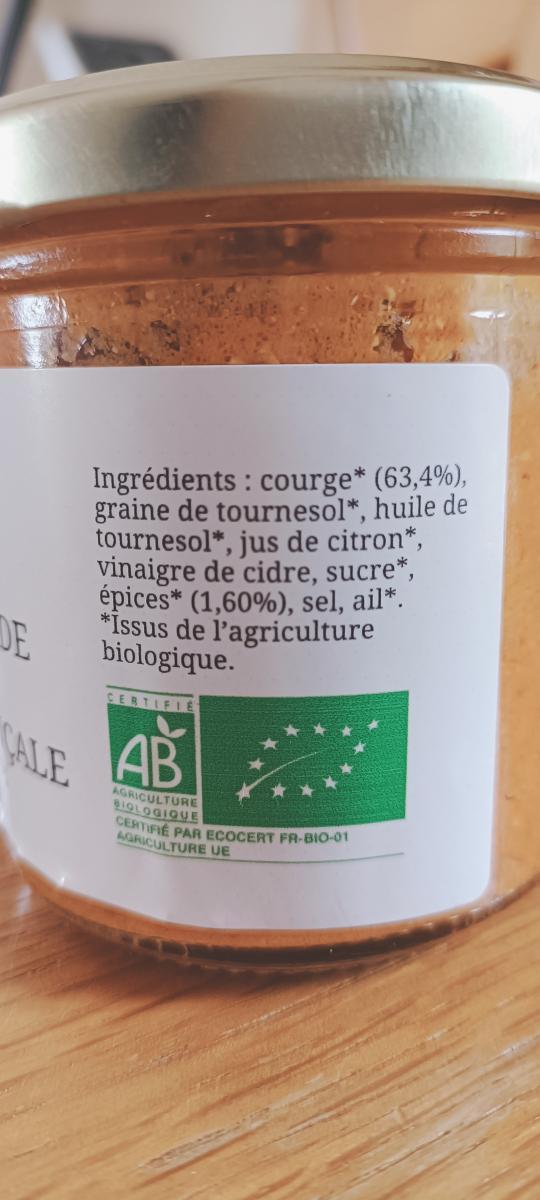 Ingrédients : courge* (63,4%),
graine de tournesol*, huile de
tournesol*, jus de citron*,
vinaigre de cidre, sucre*,
épices* (1,60%), sel, ail*.
*Issus de l'agriculture
biologique.
DE
ÇALE
CERTIFIÉ
AB
AGRICULTURE
BIOLOGIQUE
CERTIFIÉ PAR ECOCERT FR-BIO-01
AGRICULTURE UE